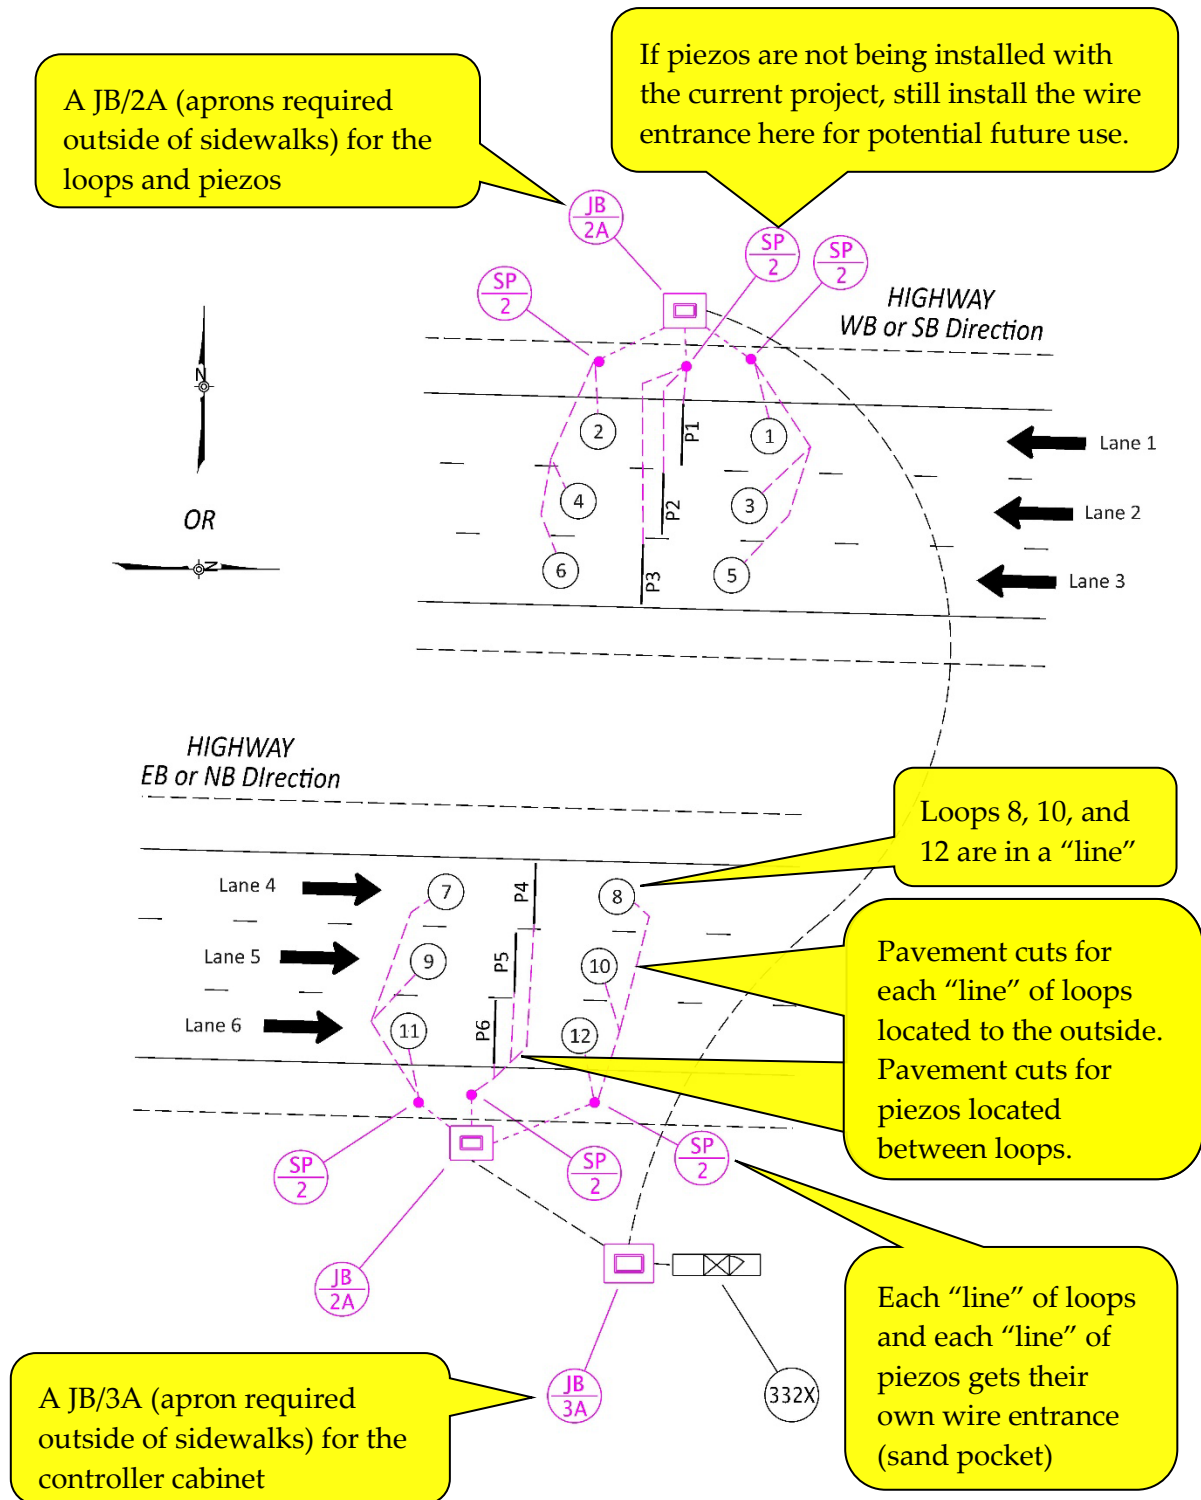 If piezos are not being installed with
the current project, still install the wire
entrance here for potential future use.
A JB/2A (aprons required
outside of sidewalks) for the
loops and piezos
JB
2A
SP
2
SP
2
SP
2
HIGHWAY
WB or SB Direction
N
OR
N
2
P1
1
Lane 1
4
P2
3
Lane 2
6
P3
5
Lane 3
HIGHWAY
EB or NB DIrection
Loops 8, 10, and
12 are in a “line”
Lane 4
7
P4
8
Lane 5
9
P5
10
Lane 6
11
P6
12
Pavement cuts for
each “line” of loops
located to the outside.
Pavement cuts for
piezos located
between loops.
SP
2
SP
2
SP
2
JB
2A
Each “line” of loops
and each “line” of
piezos gets their
own wire entrance
(sand pocket)
A JB/3A (apron required
outside of sidewalks) for the
controller cabinet
JB
3A
332X